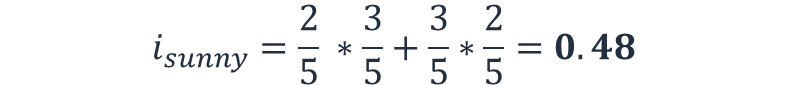 i_sunny = 2/5 * 3/5 + 3/5 * 2/5 = 0.48